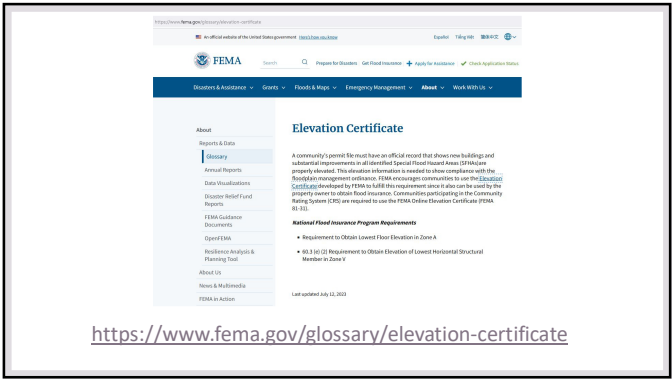 https://www.fema.gov/glossary/elevation-certificate
An official website of the United States government Here's how you know
Español Tiếng Việt 简体中文
FEMA
Search
Prepare for Disasters Get Flood Insurance Apply for Assistance Check Application Status
Disasters & Assistance Grants Floods & Maps Emergency Management About Work With Us
About
Reports & Data
Glossary
Annual Reports
Data Visualizations
Disaster Relief Fund
Reports
FEMA Guidance
Documents
OpenFEMA
Resilience Analysis &
Planning Tool
About Us
News & Multimedia
FEMA in Action
Elevation Certificate
A community's permit file must have an official record that shows new buildings and
substantial improvements in all identified Special Flood Hazard Areas (SFHAs)are
properly elevated. This elevation information is needed to show compliance with the
floodplain management ordinance. FEMA encourages communities to use the Elevation
Certificate developed by FEMA to fulfill this requirement since it also can be used by the
property owner to obtain flood insurance. Communities participating in the Community
Rating System (CRS) are required to use the FEMA Online Elevation Certificate (FEMA
81-31).
National Flood Insurance Program Requirements
• Requirement to Obtain Lowest Floor Elevation in Zone A
• 60.3 (e) (2) Requirement to Obtain Elevation of Lowest Horizontal Structural
Member in Zone V
Last updated July 12, 2023
https://www.fema.gov/glossary/elevation-certificate